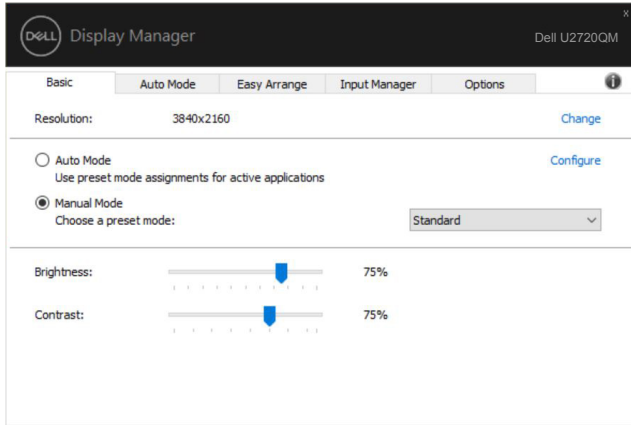 x
DELL Display Manager
Dell U2720QM
Basic Auto Mode Easy Arrange Input Manager Options
Resolution: 3840x2160 Change
Auto Mode Configure
Use preset mode assignments for active applications
Manual Mode
Choose a preset mode: Standard
Brightness: 75%
Contrast: 75%